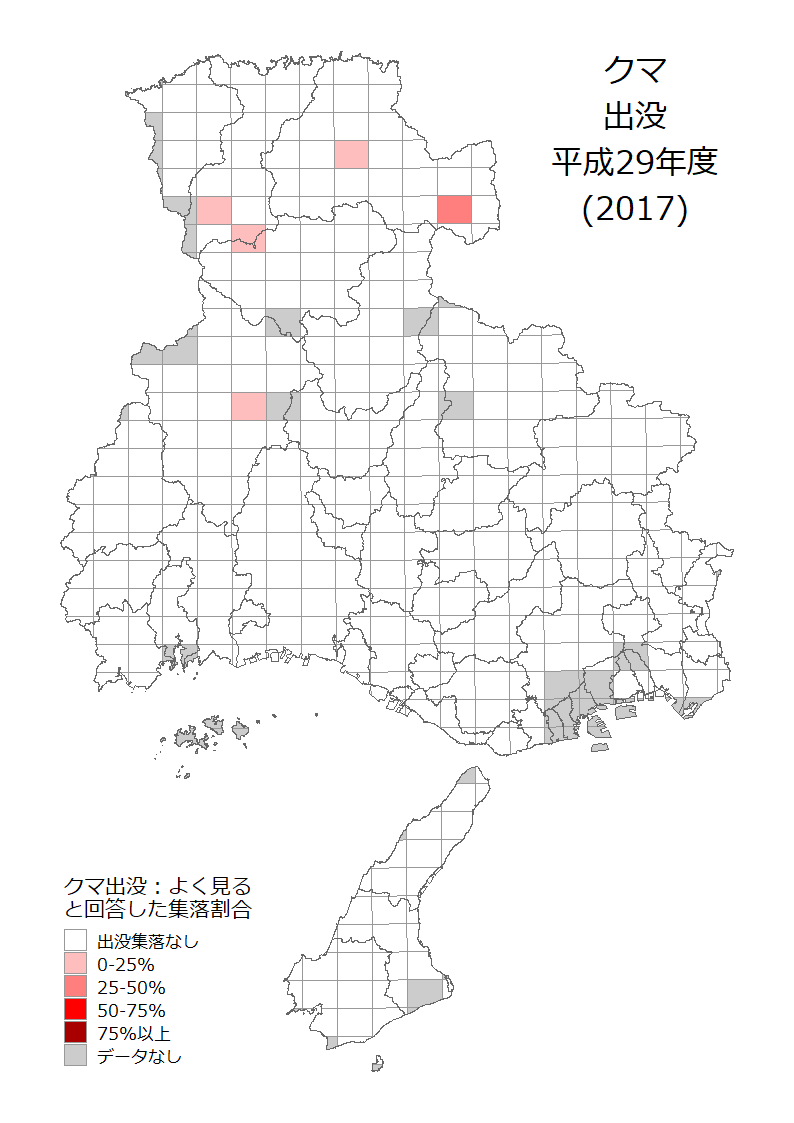 クマ
出没
平成29年度
(2017)
クマ出没：よく見る
と回答した集落割合
出没集落なし
0-25%
25-50%
50-75%
75%以上
データなし